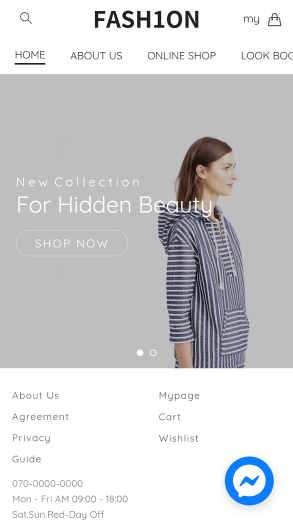 FASH1ON
my
HOME ABOUT US ONLINE SHOP LOOK BOO
New Collection
For Hidden Beauty
SHOP NOW
About Us
Agreement
Privacy
Guide
Mypage
Cart
Wishlist
070-0000-0000
Mon - Fri AM 09:00 - 18:00
Sat.Sun.Red-Day Off